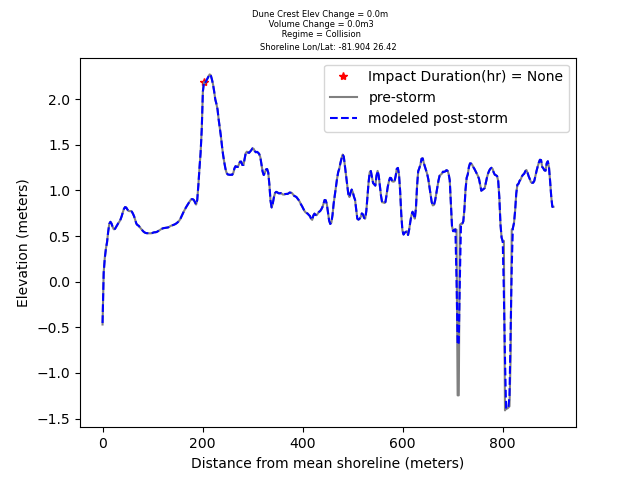 Dune Crest Elev Change = 0.0m
Volume Change = 0.0m3
Regime = Collision
Shoreline Lon/Lat: -81.904 26.42
Impact Duration(hr) = None
pre-storm
modeled post-storm
Elevation (meters)
2.0
1.5
1.0
0.5
0.0
−0.5
−1.0
−1.5
0 200 400 600 800
Distance from mean shoreline (meters)